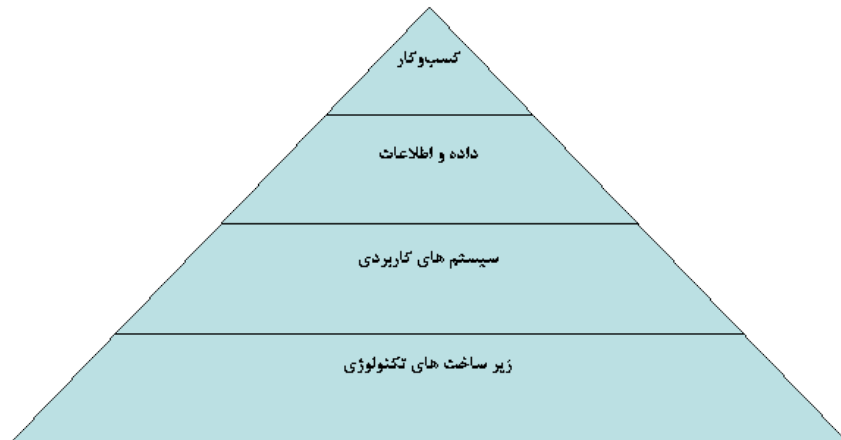 کسب‌وکار
داده و اطلاعات
سیستم های کاربردی
زیر ساخت های تکنولوژی